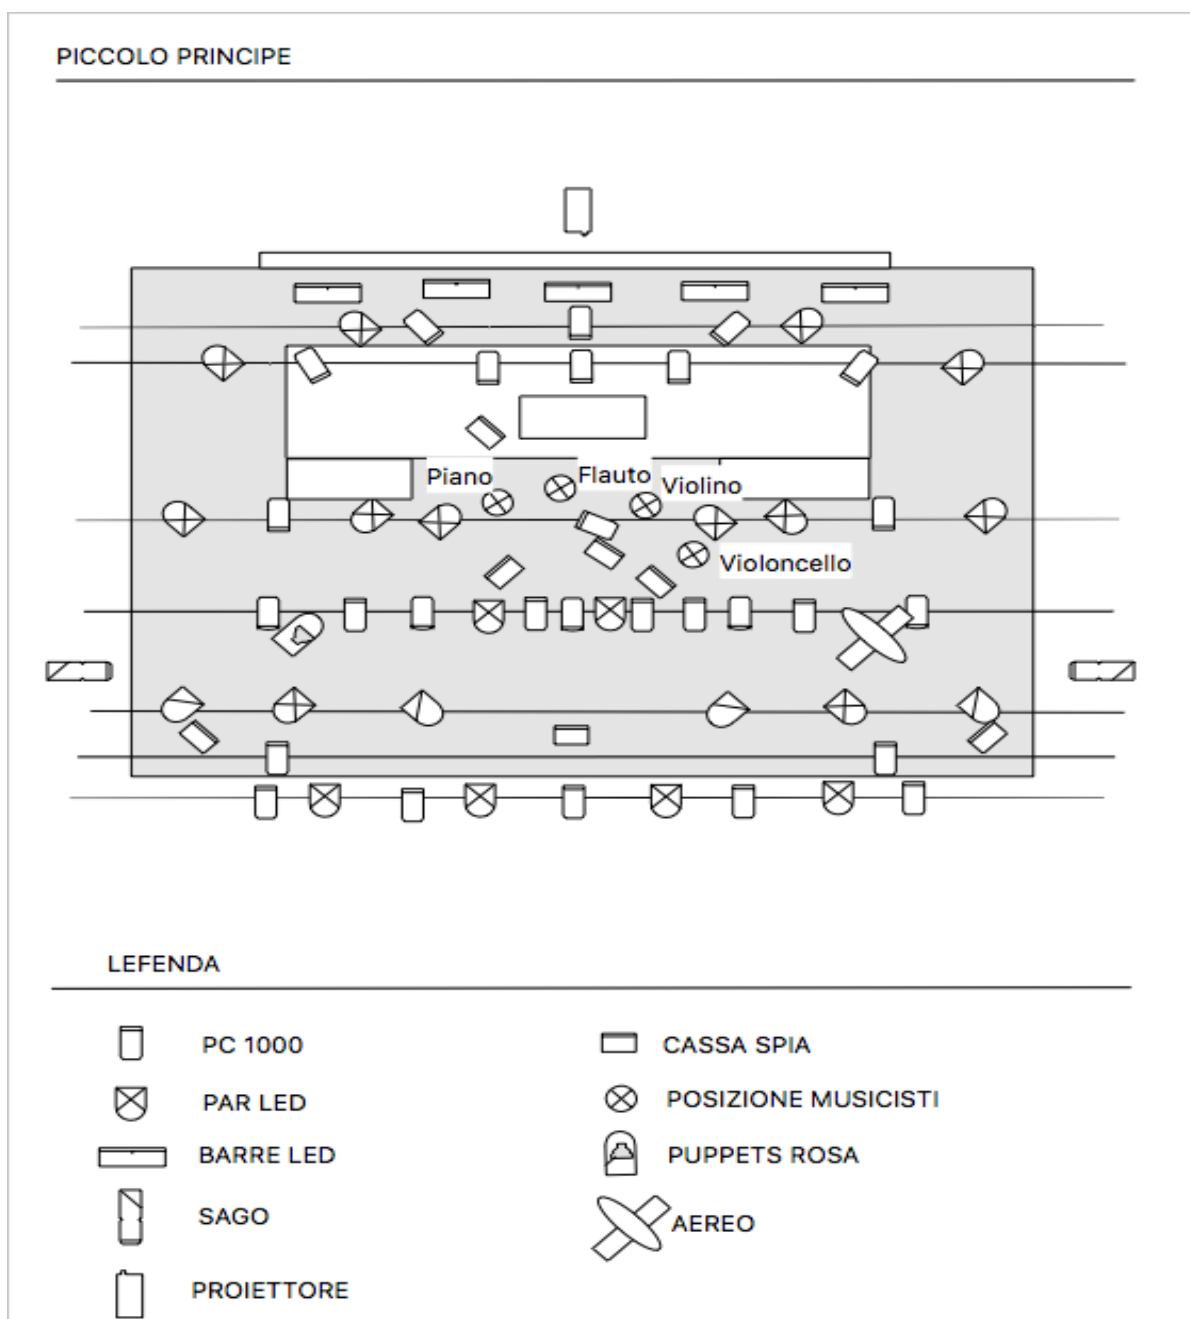 PICCOLO PRINCIPE
Piano
Flauto
Violino
Violoncello
LEFENDA
PC 1000
CASSA SPIA
PAR LED
POSIZIONE MUSICISTI
BARRE LED
PUPPETS ROSA
SAGO
AEREO
PROIETTORE